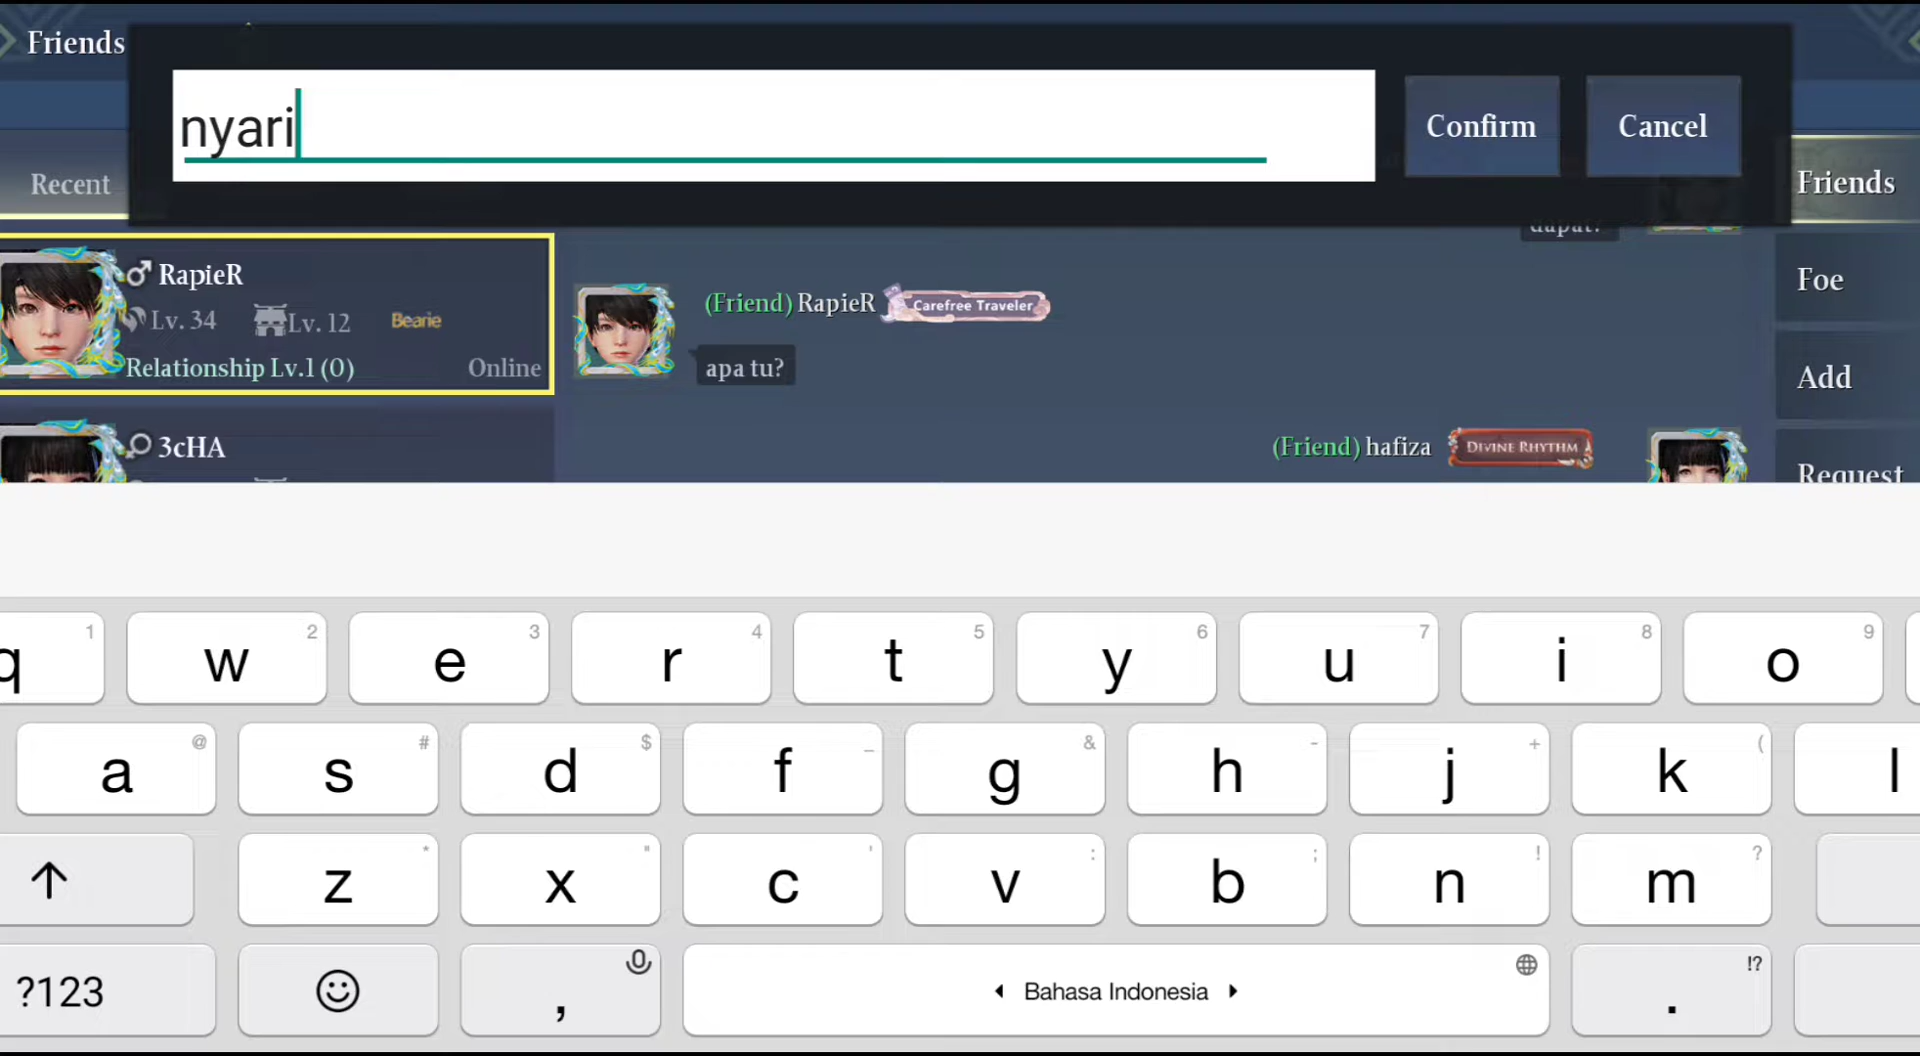 Friends
nyari
Confirm
Cancel
Recent
Friends
dapat?
RapieR
Lv. 34
Lv. 12
Bearie
Relationship Lv.1 (0)
Online
(Friend) RapieR
Carefree Traveler
apa tu?
Foe
Add
3cHA
(Friend) hafiza
DIVINE RHYTHM
Request
q 1
w 2
e 3
r 4
t 5
y 6
u 7
i 8
o 9
a @
s #
d $
f _
g &
h -
j +
k (
l
z *
x "
c '
v :
b ;
n !
m ?
?123
,
Bahasa Indonesia
. !?